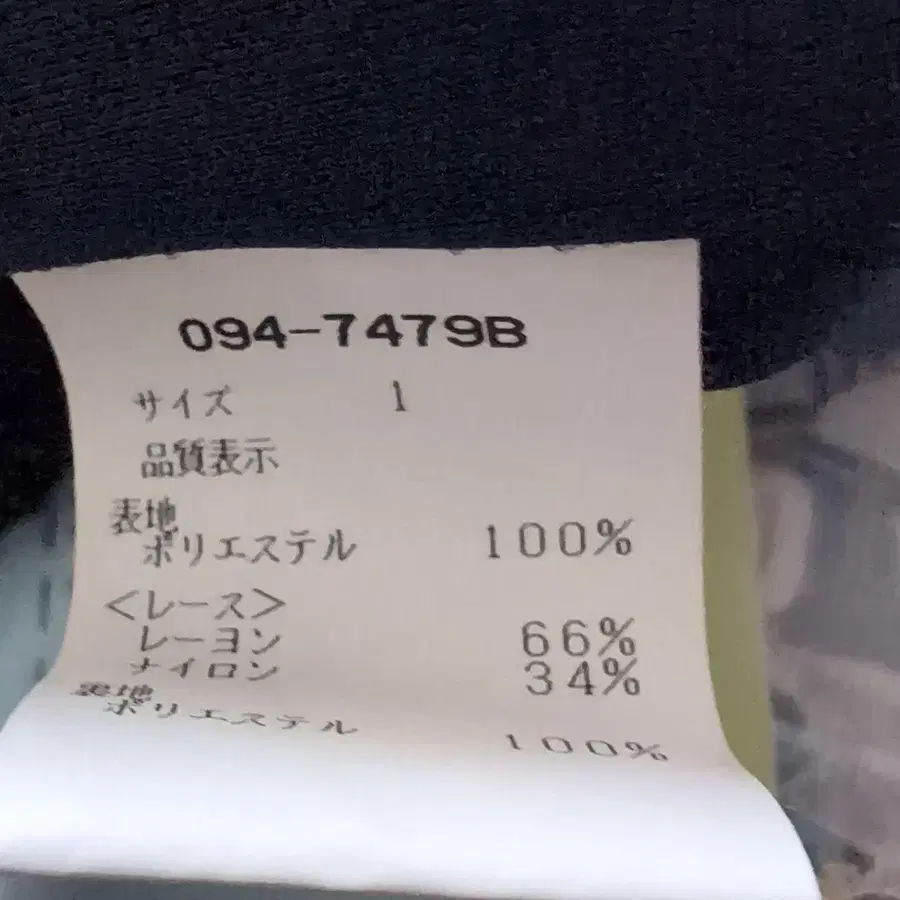 094-7479B
サイズ 1
品質表示
表地
ポリエステル 100%
<レース>
レーヨン 66%
ナイロン 34%
裏地
ポリエステル 100%